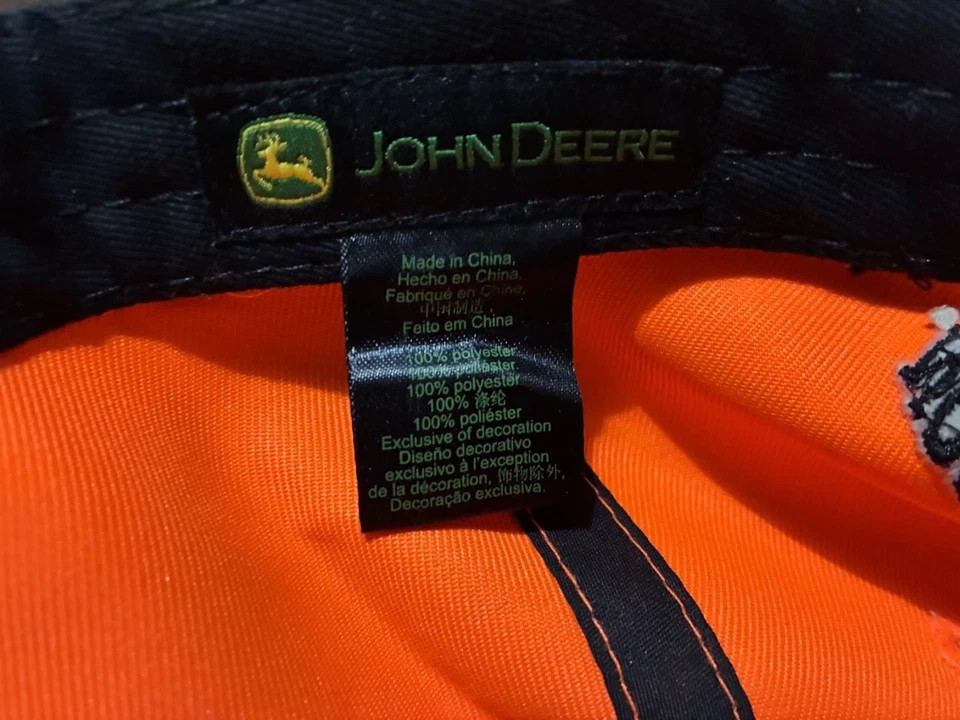 JOHN DEERE
Made in China,
Hecho en China,
Fabriqué en Chine,
中国制造,
Feito em China
100% polyester
100% poliéster.
100% polyester
100% 涤纶
100% poliéster
Exclusive of decoration
Diseño decorativo
exclusivo à l'exception
de la décoration, 饰物除外,
Decoração exclusiva.